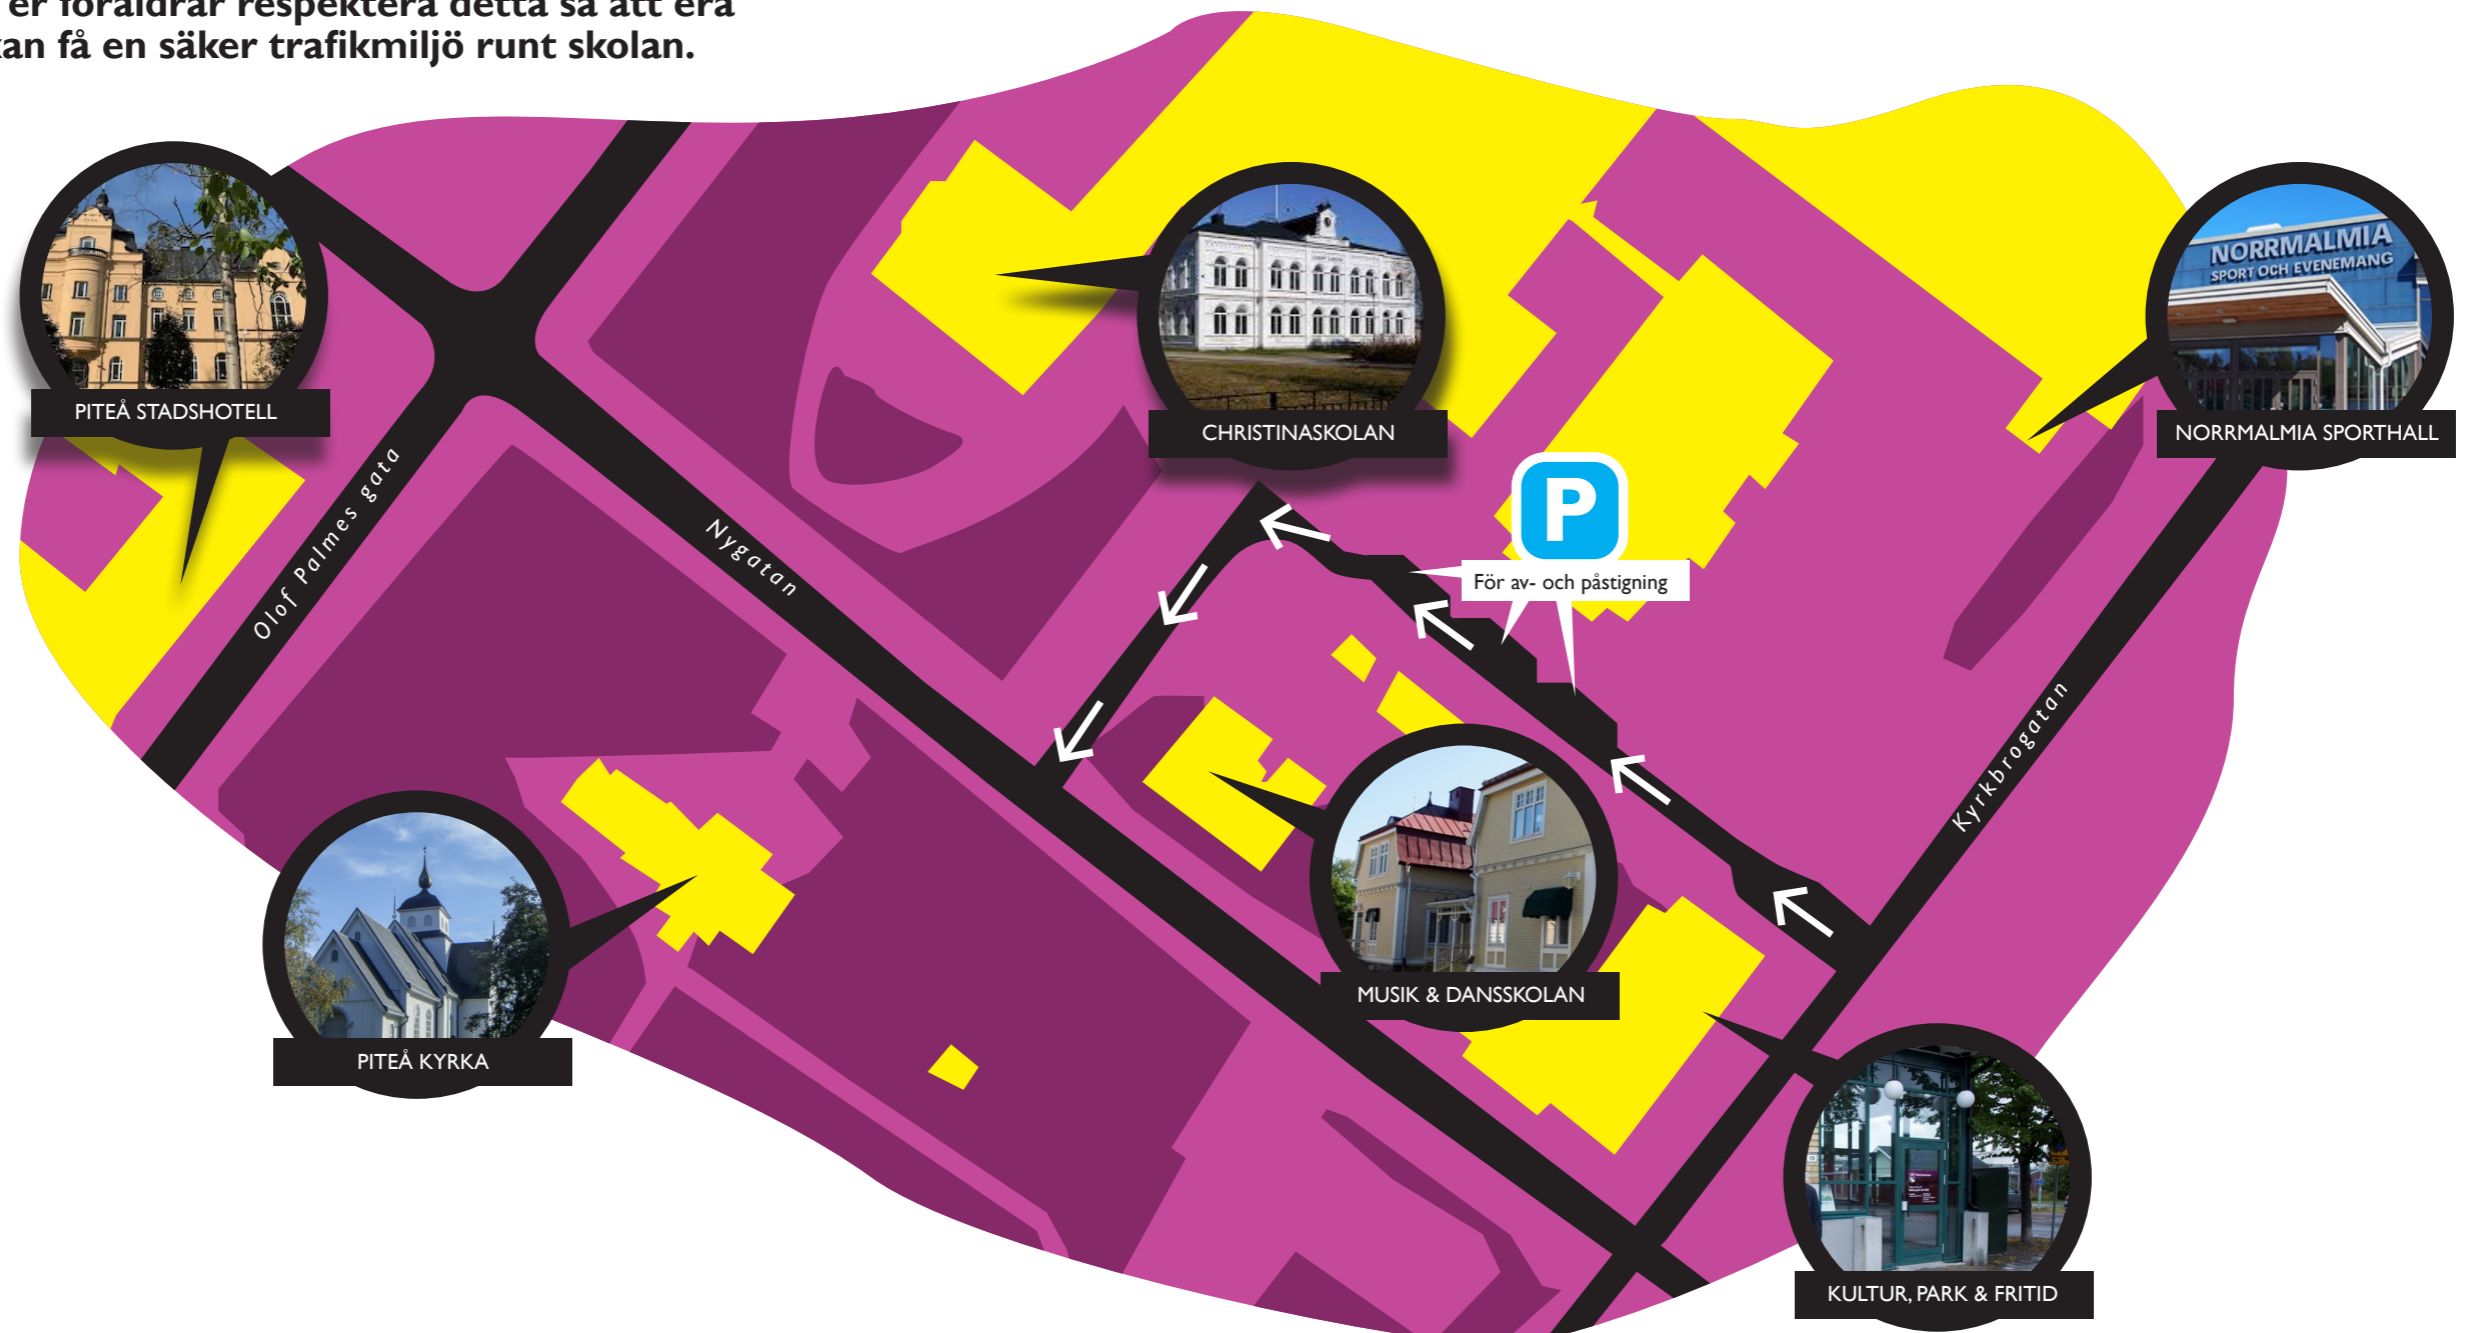 er föräldrar respektera detta så att era
kan få en säker trafikmiljö runt skolan.
NORRMALMIA
SPORT OCH EVENEMANG
PITEÅ STADSHOTELL
CHRISTINASKOLAN
NORRMALMIA SPORTHALL
P
För av- och påstigning
Olof Palmes gata
Nygatan
Kyrkbrogatan
MUSIK & DANSSKOLAN
PITEÅ KYRKA
KULTUR, PARK & FRITID